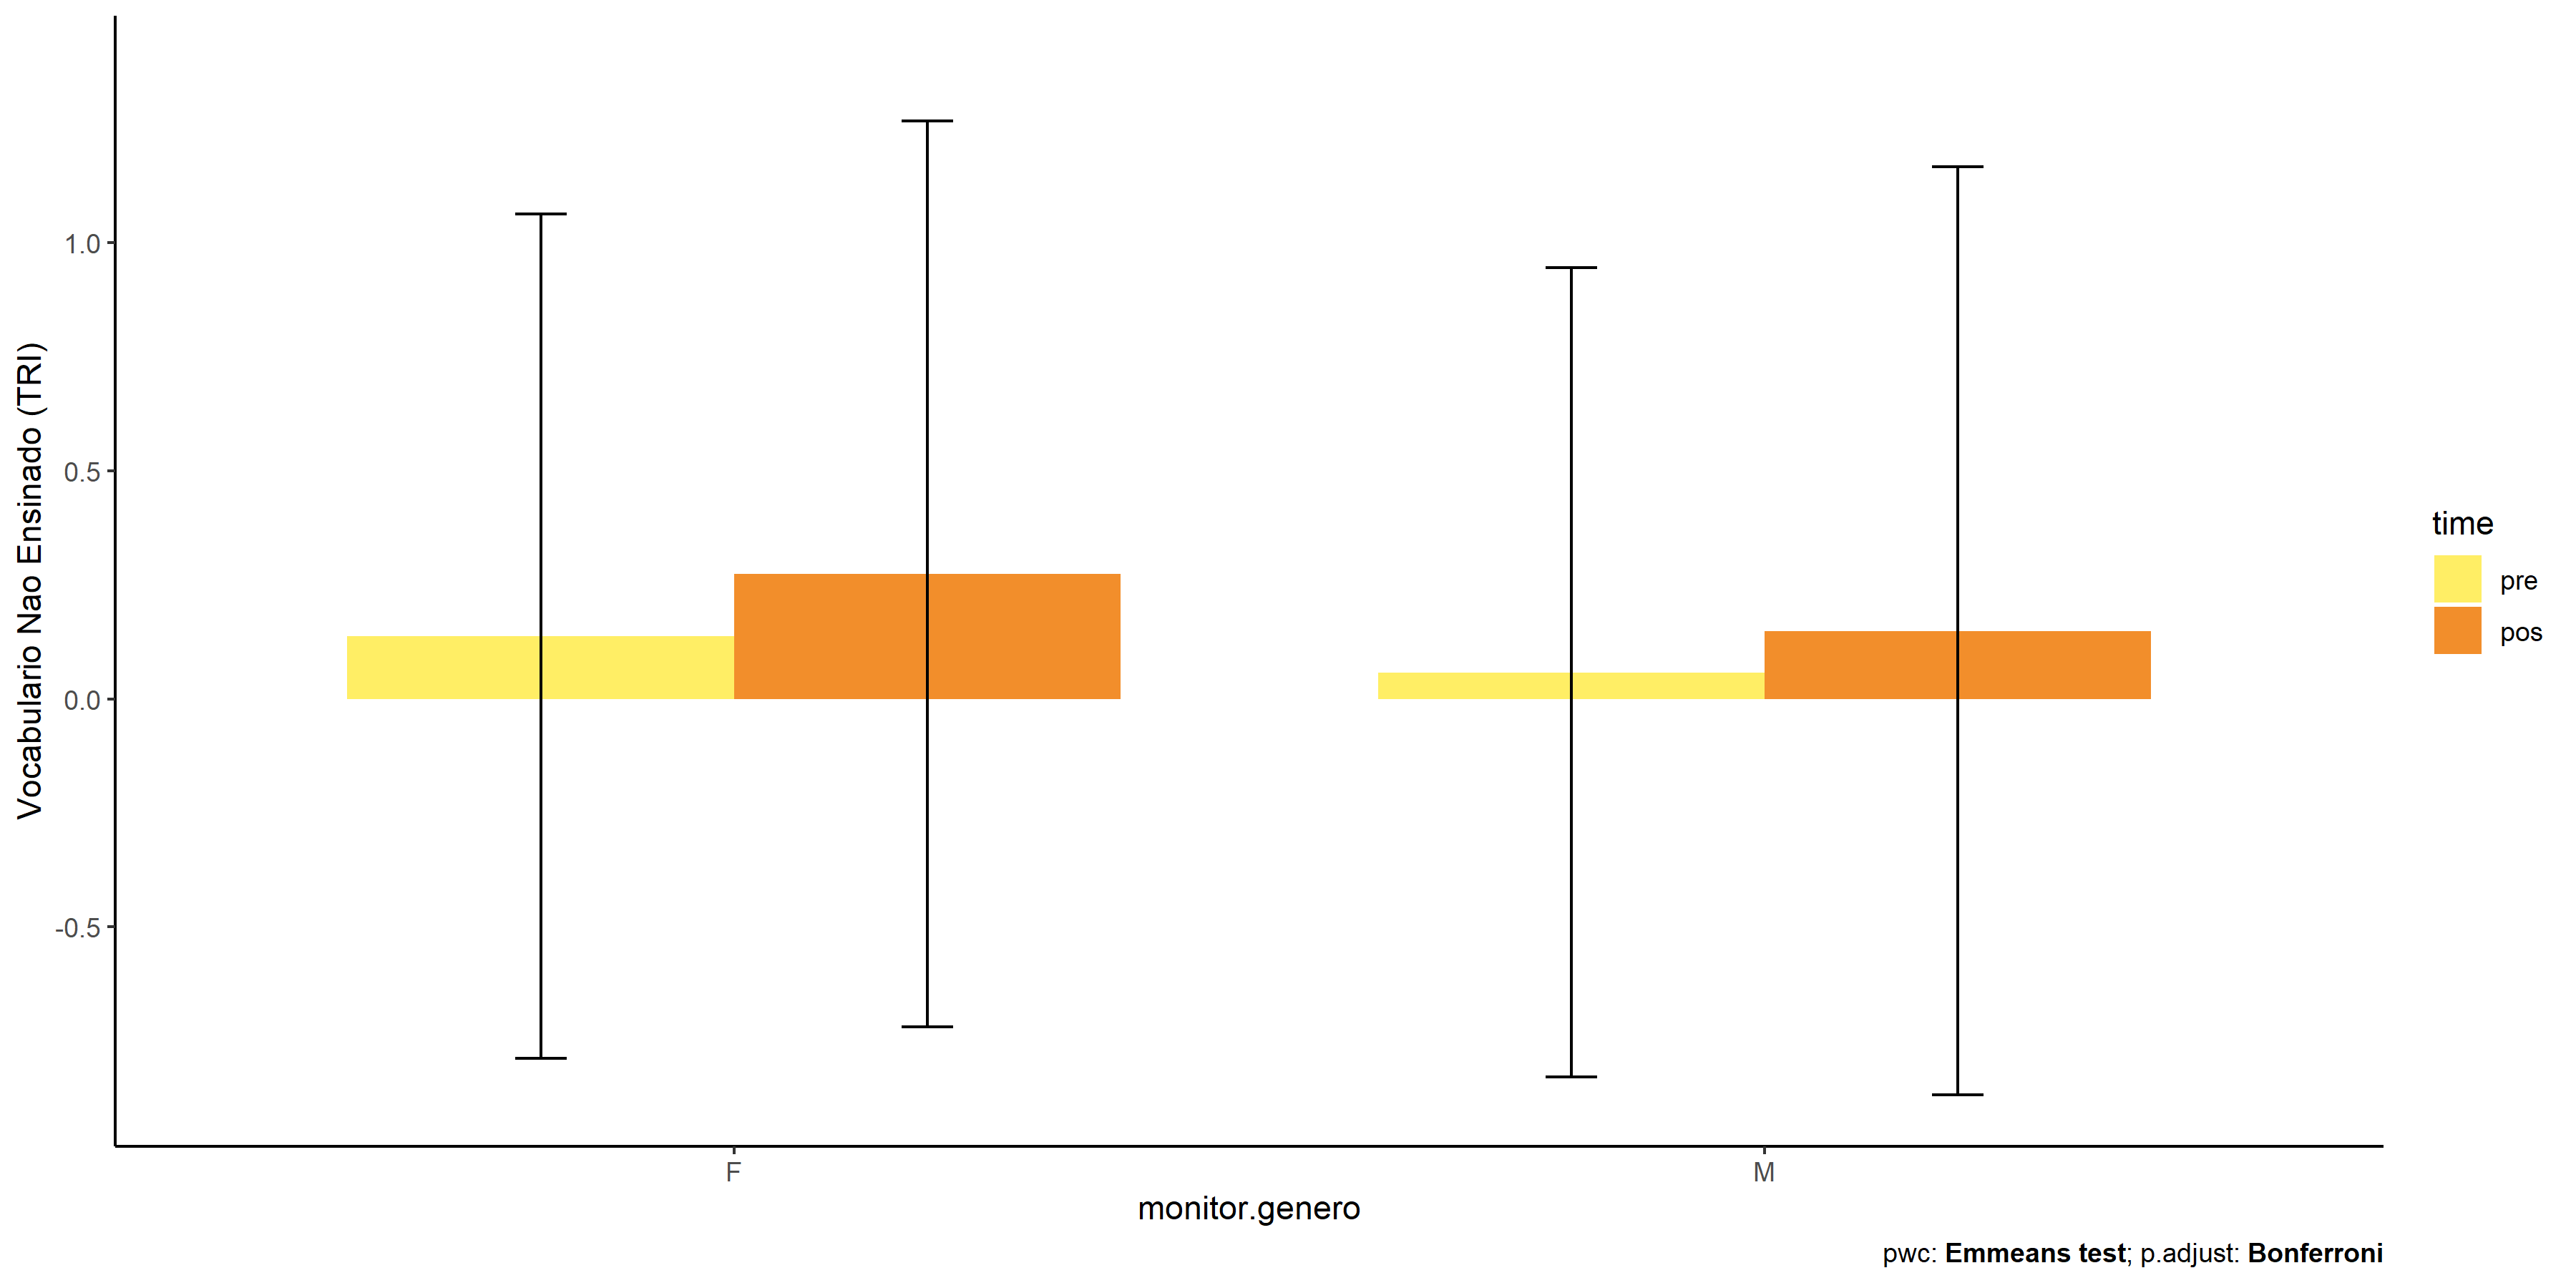 Vocabulario Nao Ensinado (TRI)
1.0
0.5
0.0
-0.5
F
M
monitor.genero
time
pre
pos
pwc: Emmeans test; p.adjust: Bonferroni